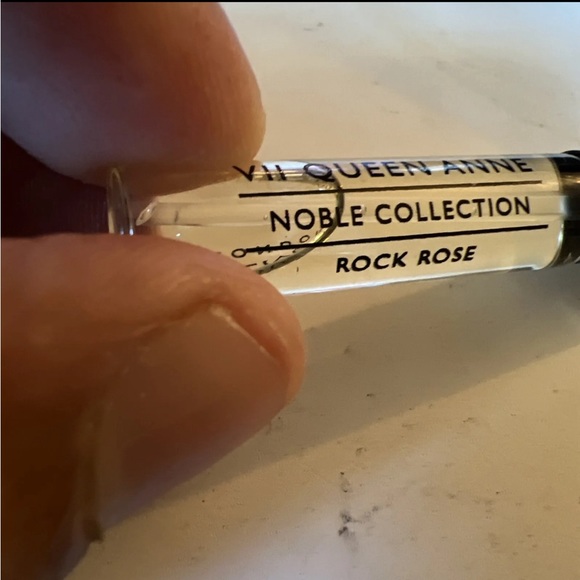 VII QUEEN ANNE
NOBLE COLLECTION
ROCK ROSE